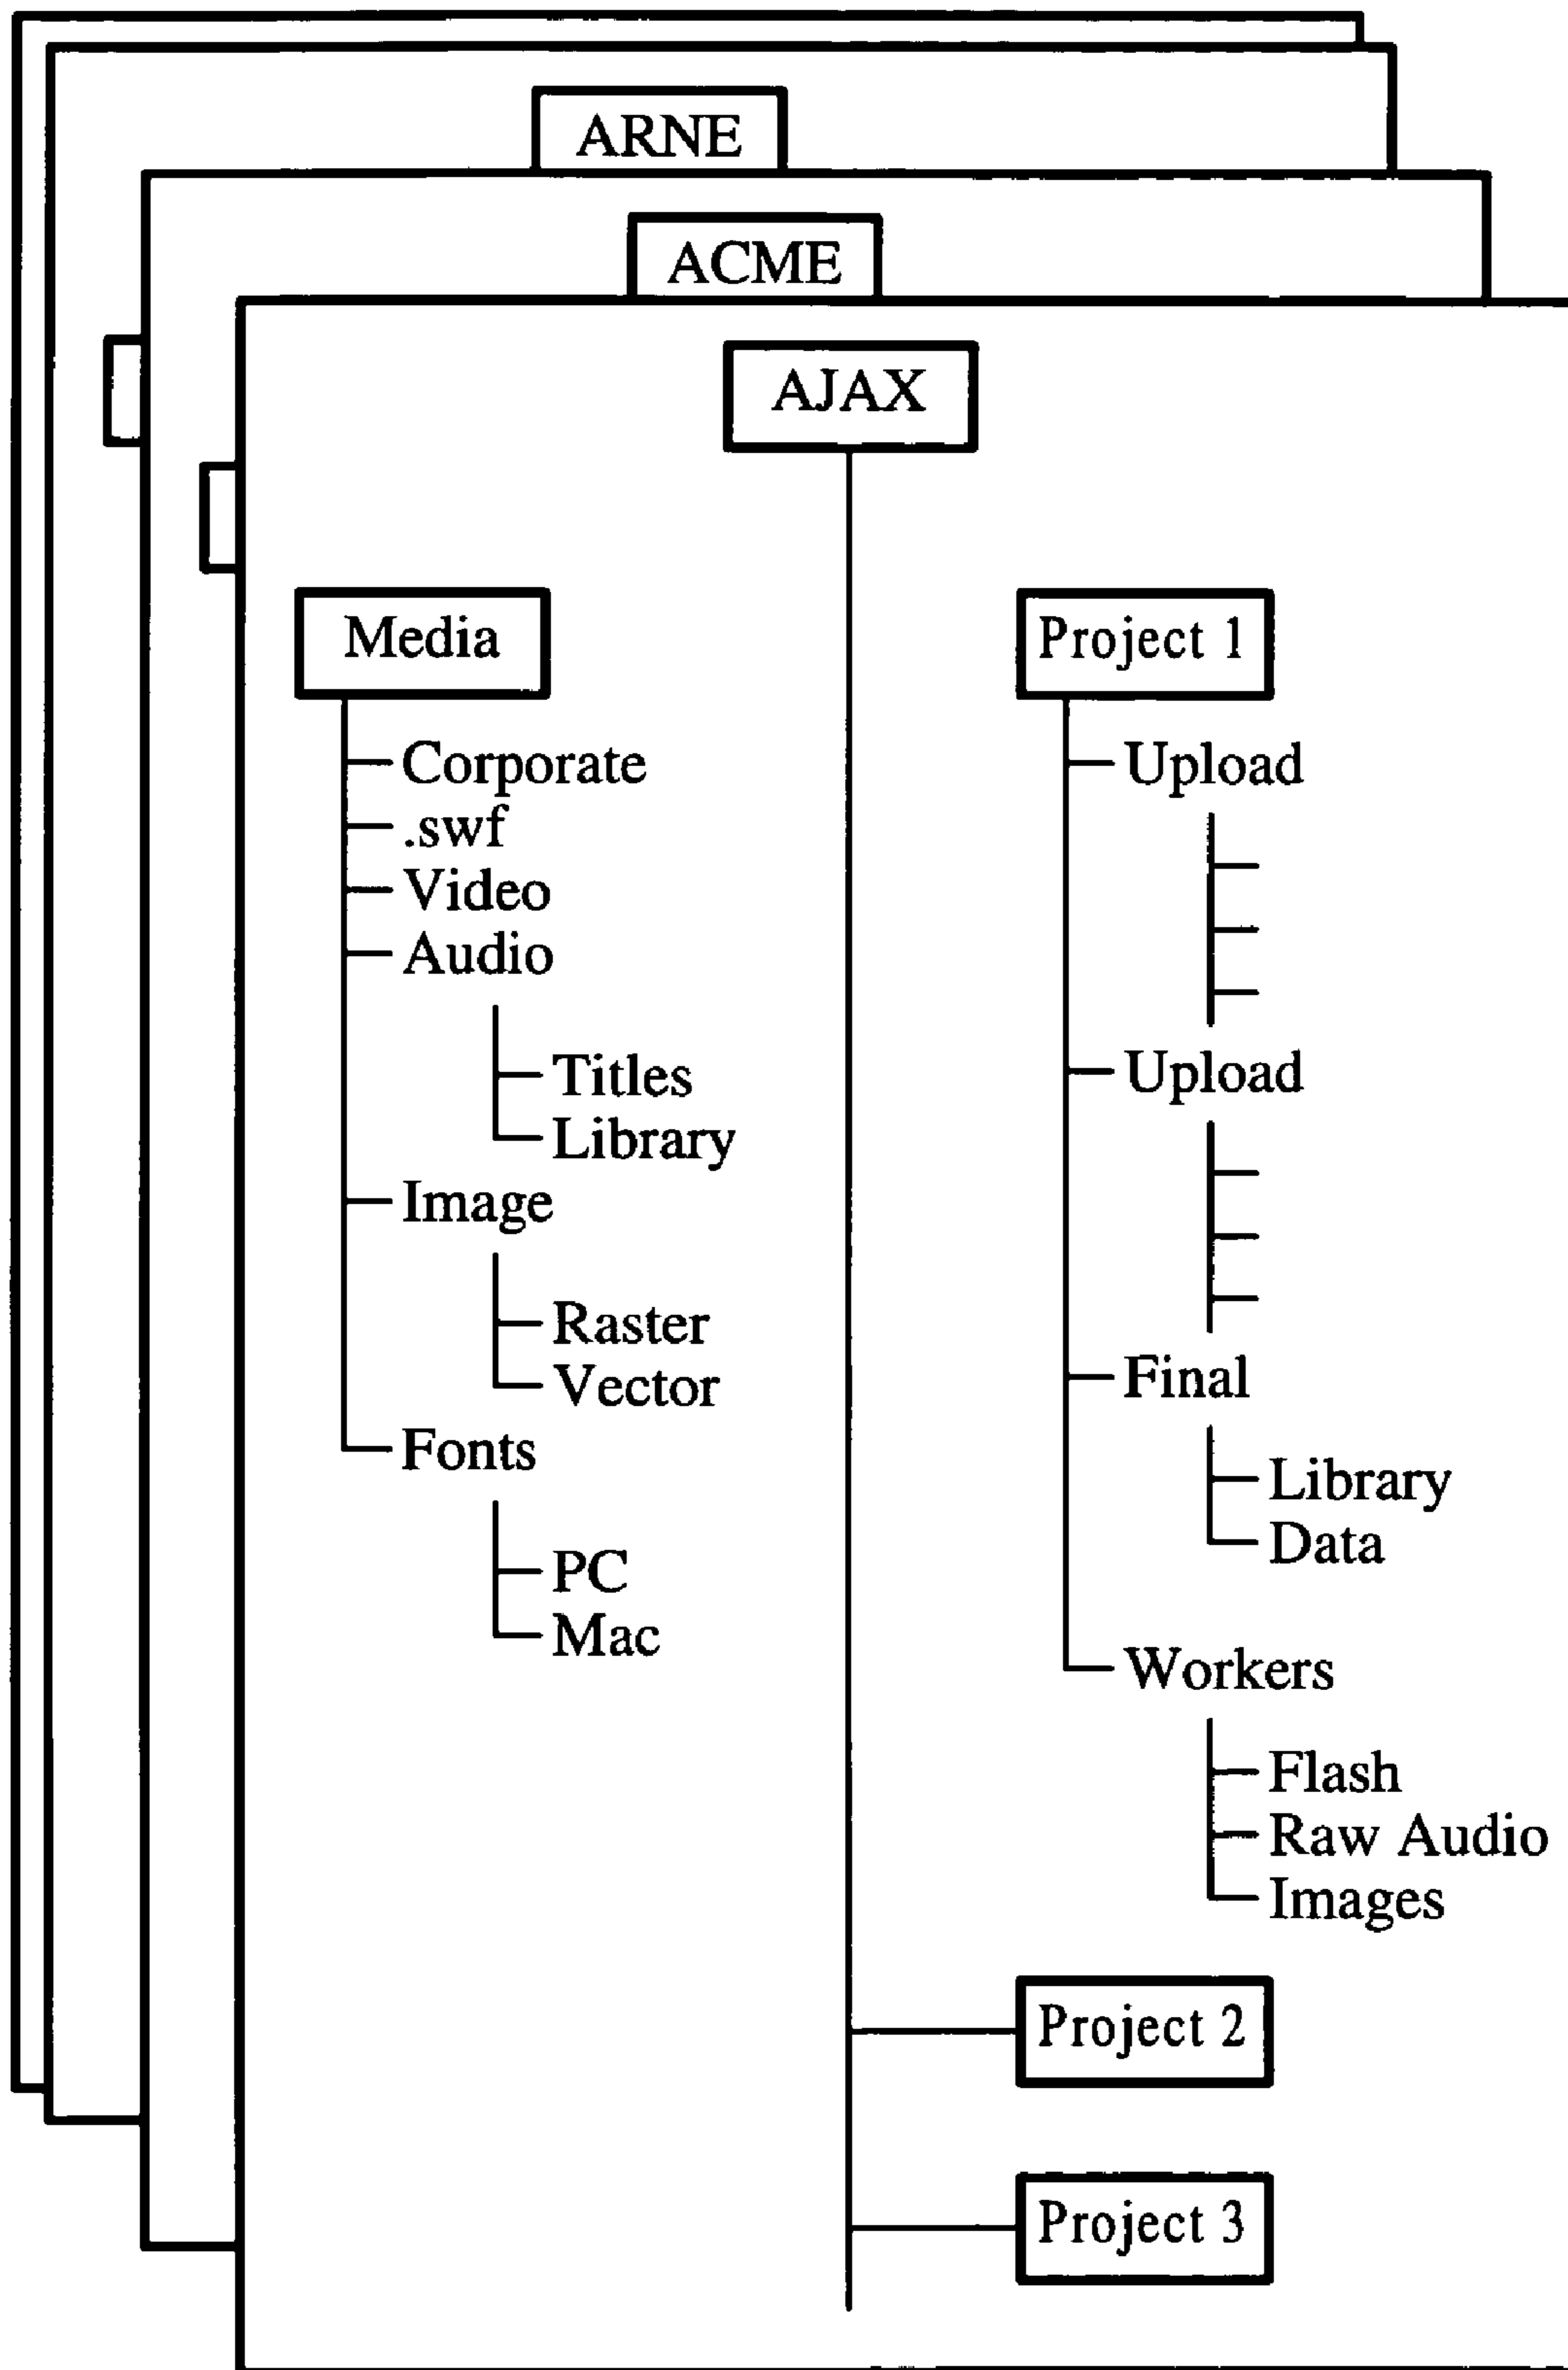 ARNE
ACME
AJAX
Media
Corporate
.swf
Video
Audio
Titles
Library
Image
Raster
Vector
Fonts
PC
Mac
Project 1
Upload
Upload
Final
Library
Data
Workers
Flash
Raw Audio
Images
Project 2
Project 3